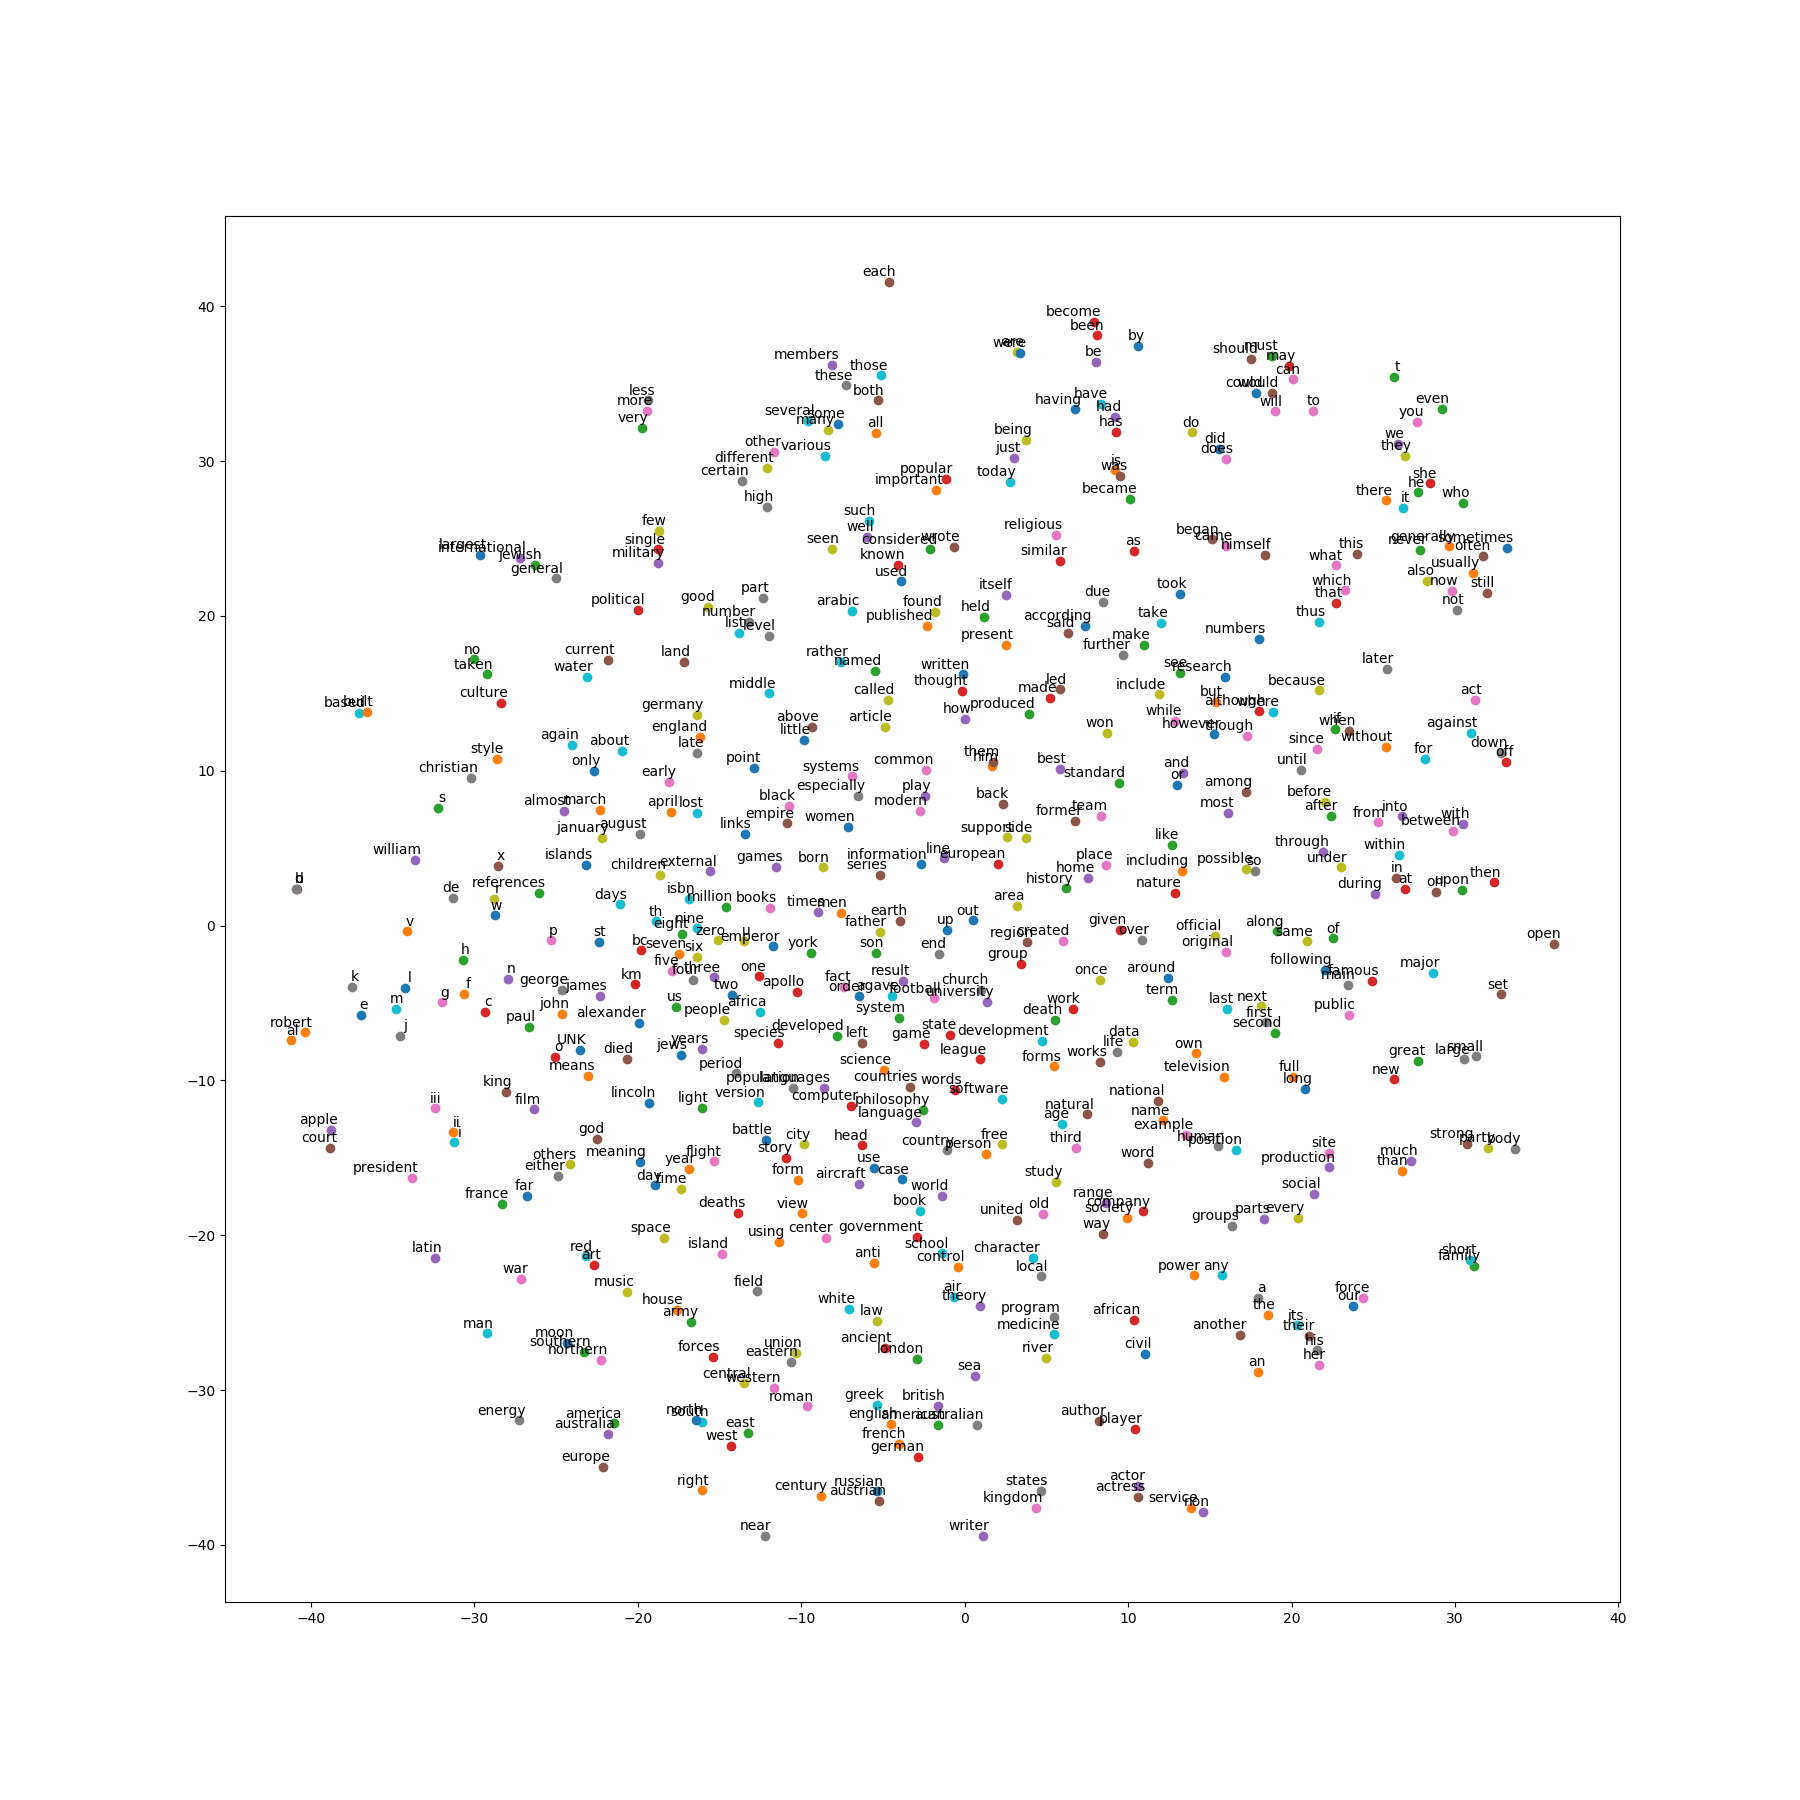 each
40
become
been
by
were
are
be
should
must
may
can
members
those
these
both
t
less
more
very
several
some
many
all
having
have
had
has
could
would
will
to
even
you
other
various
different
certain
being
just
do
did
does
we
they
30
popular
important
today
is
was
became
she
he
there
it
who
high
few
such
well
single
military
seen
considered
wrote
known
used
religious
similar
as
began
came
himself
this
what
never
generally
sometimes
often
usually
largest
international
jewish
general
political
good
part
number
list
level
arabic
found
published
itself
held
present
due
according
said
took
take
further
make
which
that
thus
also
now
still
not
20
numbers
no
taken
current
water
land
rather
named
written
thought
see
research
later
culture
middle
called
made
led
include
because
act
based
built
germany
england
late
above
little
article
how
produced
won
while
but
although
where
however
though
if
when
against
again
about
style
christian
only
point
systems
common
them
him
best
since
without
for
down
off
10
early
especially
play
modern
back
standard
and
or
among
until
s
almost
march
april
lost
black
empire
former
team
most
before
after
from
into
between
with
january
august
links
women
support
side
like
through
within
william
x
islands
children
external
games
born
information
line
series
european
place
home
including
possible
so
under
in
at
then
b
de
r
references
w
days
isbn
million
books
times
men
earth
history
nature
during
on
upon
0
v
th
nine
eight
zero
u
emperor
father
up
out
area
given
over
official
along
same
of
open
p
st
bc
seven
six
york
son
end
region
created
group
original
h
n
george
james
km
five
four
three
one
two
apollo
fact
order
result
agave
football
church
university
once
around
following
famous
main
major
k
l
g
f
m
e
c
john
us
africa
people
system
death
work
term
last
next
first
second
public
set
robert
al
j
paul
alexander
species
developed
left
game
state
development
data
life
UNK
o
died
jews
years
league
forms
works
own
great
large
small
means
period
science
−10
king
population
languages
countries
words
software
television
full
long
new
iii
film
lincoln
light
version
computer
philosophy
language
natural
national
name
apple
court
ii
i
god
battle
city
head
country
person
free
age
third
example
human
position
strong
party
body
others
either
meaning
year
flight
story
form
use
case
aircraft
word
site
production
much
than
president
far
france
day
time
world
study
social
deaths
view
book
united
old
range
company
society
way
groups
parts
every
−20
latin
space
using
center
government
red
art
island
anti
school
control
character
local
power
any
short
family
war
music
field
air
theory
a
force
our
house
army
white
law
program
medicine
african
the
its
their
another
man
moon
southern
northern
forces
union
eastern
ancient
london
river
civil
an
his
her
central
western
sea
−30
energy
america
australia
north
south
east
west
roman
greek
english
british
american
australian
french
german
author
player
europe
right
century
russian
austrian
states
kingdom
actor
actress
service
non
near
writer
−40
−40 −30 −20 −10 0 10 20 30 40